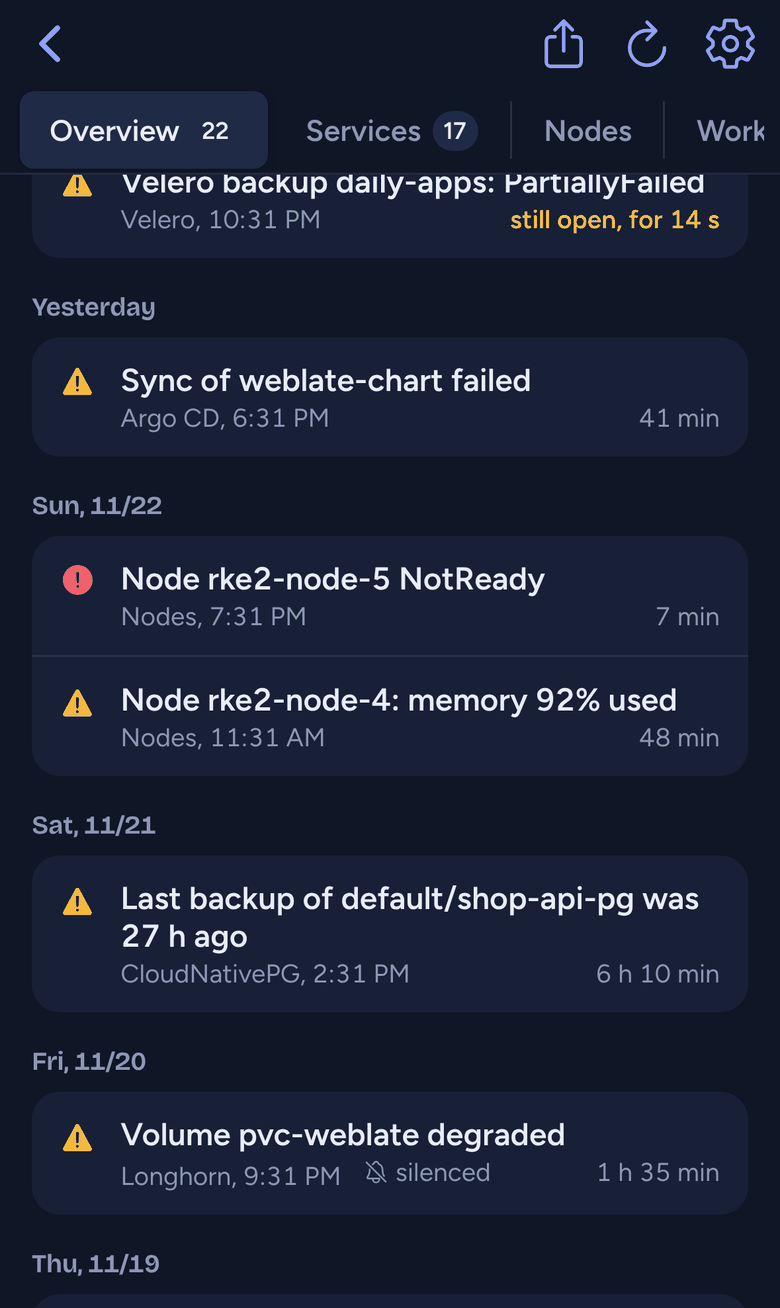 Overview 22
Services 17
Nodes
Work
Velero backup daily-apps: PartiallyFailed
Velero, 10:31 PM
still open, for 14 s
Yesterday
Sync of weblate-chart failed
Argo CD, 6:31 PM
41 min
Sun, 11/22
Node rke2-node-5 NotReady
Nodes, 7:31 PM
7 min
Node rke2-node-4: memory 92% used
Nodes, 11:31 AM
48 min
Sat, 11/21
Last backup of default/shop-api-pg was
27 h ago
CloudNativePG, 2:31 PM
6 h 10 min
Fri, 11/20
Volume pvc-weblate degraded
Longhorn, 9:31 PM
silenced
1 h 35 min
Thu, 11/19